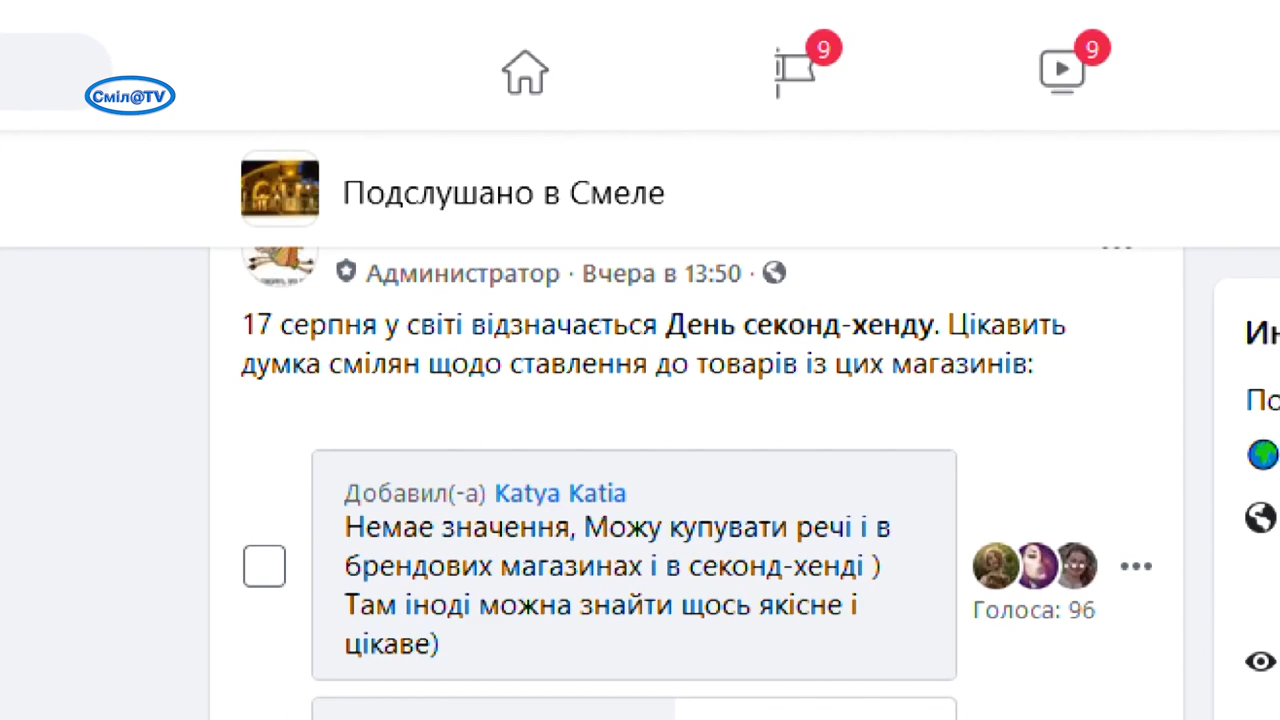 9
9
Сміл@TV
Подслушано в Смеле
Администратор · Вчера в 13:50 ·
17 серпня у світі відзначається День секонд-хенду. Цікавить
думка смілян щодо ставлення до товарів із цих магазинів:
Добавил(-а) Katya Katia
Немає значення, Можу купувати речі і в
брендових магазинах і в секонд-хенді )
Там іноді можна знайти щось якісне і
цікаве)
Голоса: 96
Ин
По